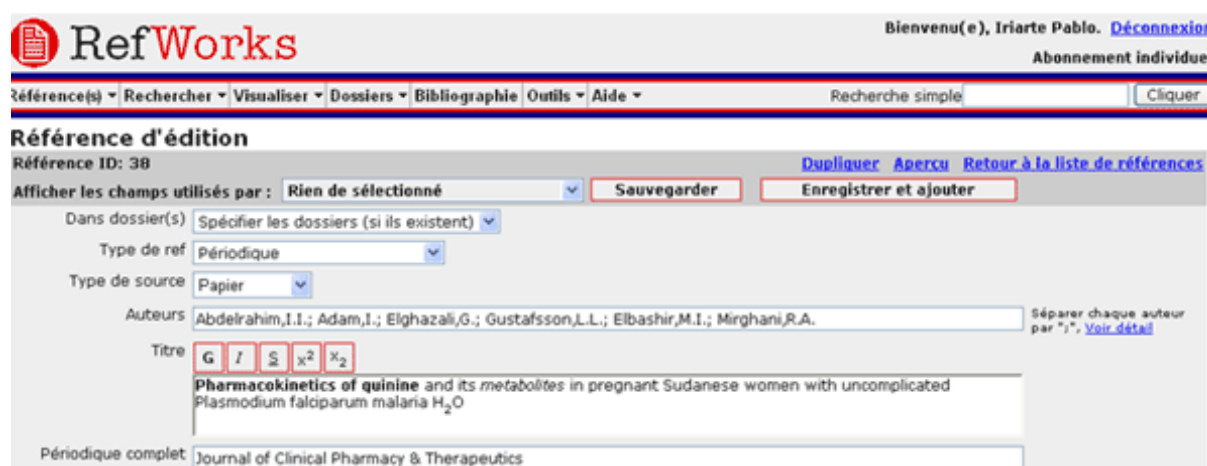 RefWorks
Bienvenu(e), Iriarte Pablo. Déconnexion
Abonnement individue
Référence(s) Rechercher Visualiser Dossiers Bibliographie Outils Aide Recherche simple Cliquer
Référence d'édition
Référence ID: 38 Dupliquer Apercu Retour à la liste de références
Afficher les champs utilisés par : Rien de sélectionné Sauvegarder Enregistrer et ajouter
Dans dossier(s) Spécifier les dossiers (si ils existent)
Type de ref Périodique
Type de source Papier
Auteurs Abdelrahim,I.I.; Adam,I.; Elghazali,G.; Gustafsson,L.L.; Elbashir,M.I.; Mirghani,R.A. Séparer chaque auteur
par ";", Voir détail
Titre G I S x² x₂
Pharmacokinetics of quinine and its metabolites in pregnant Sudanese women with uncomplicated
Plasmodium falciparum malaria H₂O
Périodique complet Journal of Clinical Pharmacy & Therapeutics